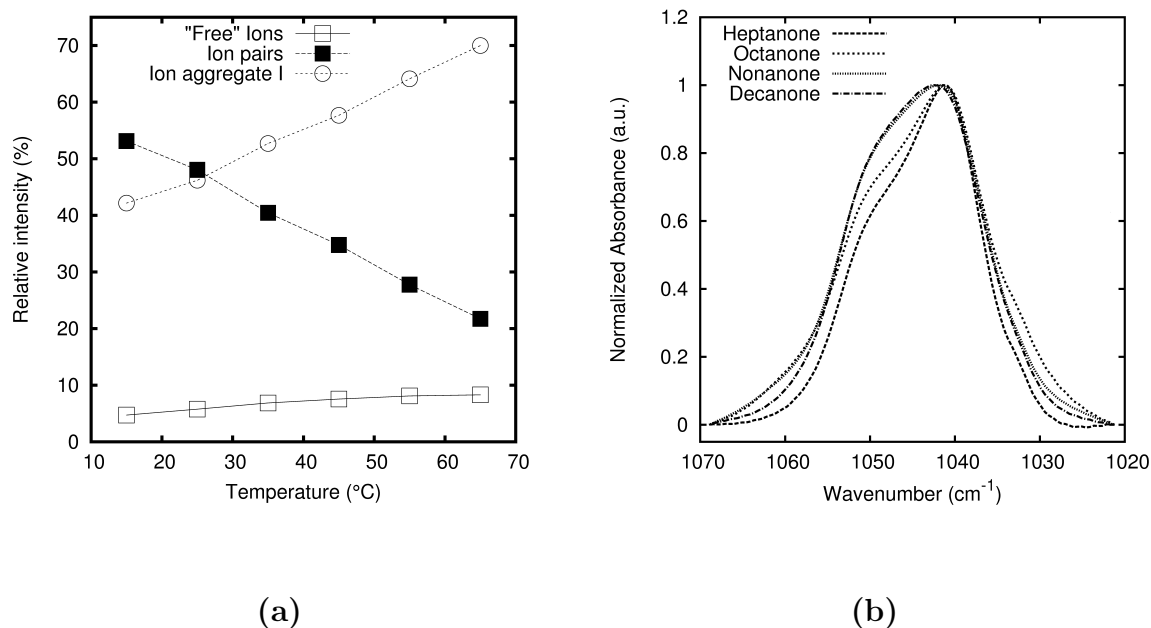 "Free" Ions
Ion pairs
Ion aggregate I
70
60
50
40
30
20
10
0
10 20 30 40 50 60 70
Relative intensity (%)
Temperature (°C)
(a)
Heptanone
Octanone
Nonanone
Decanone
1.2
1
0.8
0.6
0.4
0.2
0
1070 1060 1050 1040 1030 1020
Normalized Absorbance (a.u.)
Wavenumber (cm⁻¹)
(b)